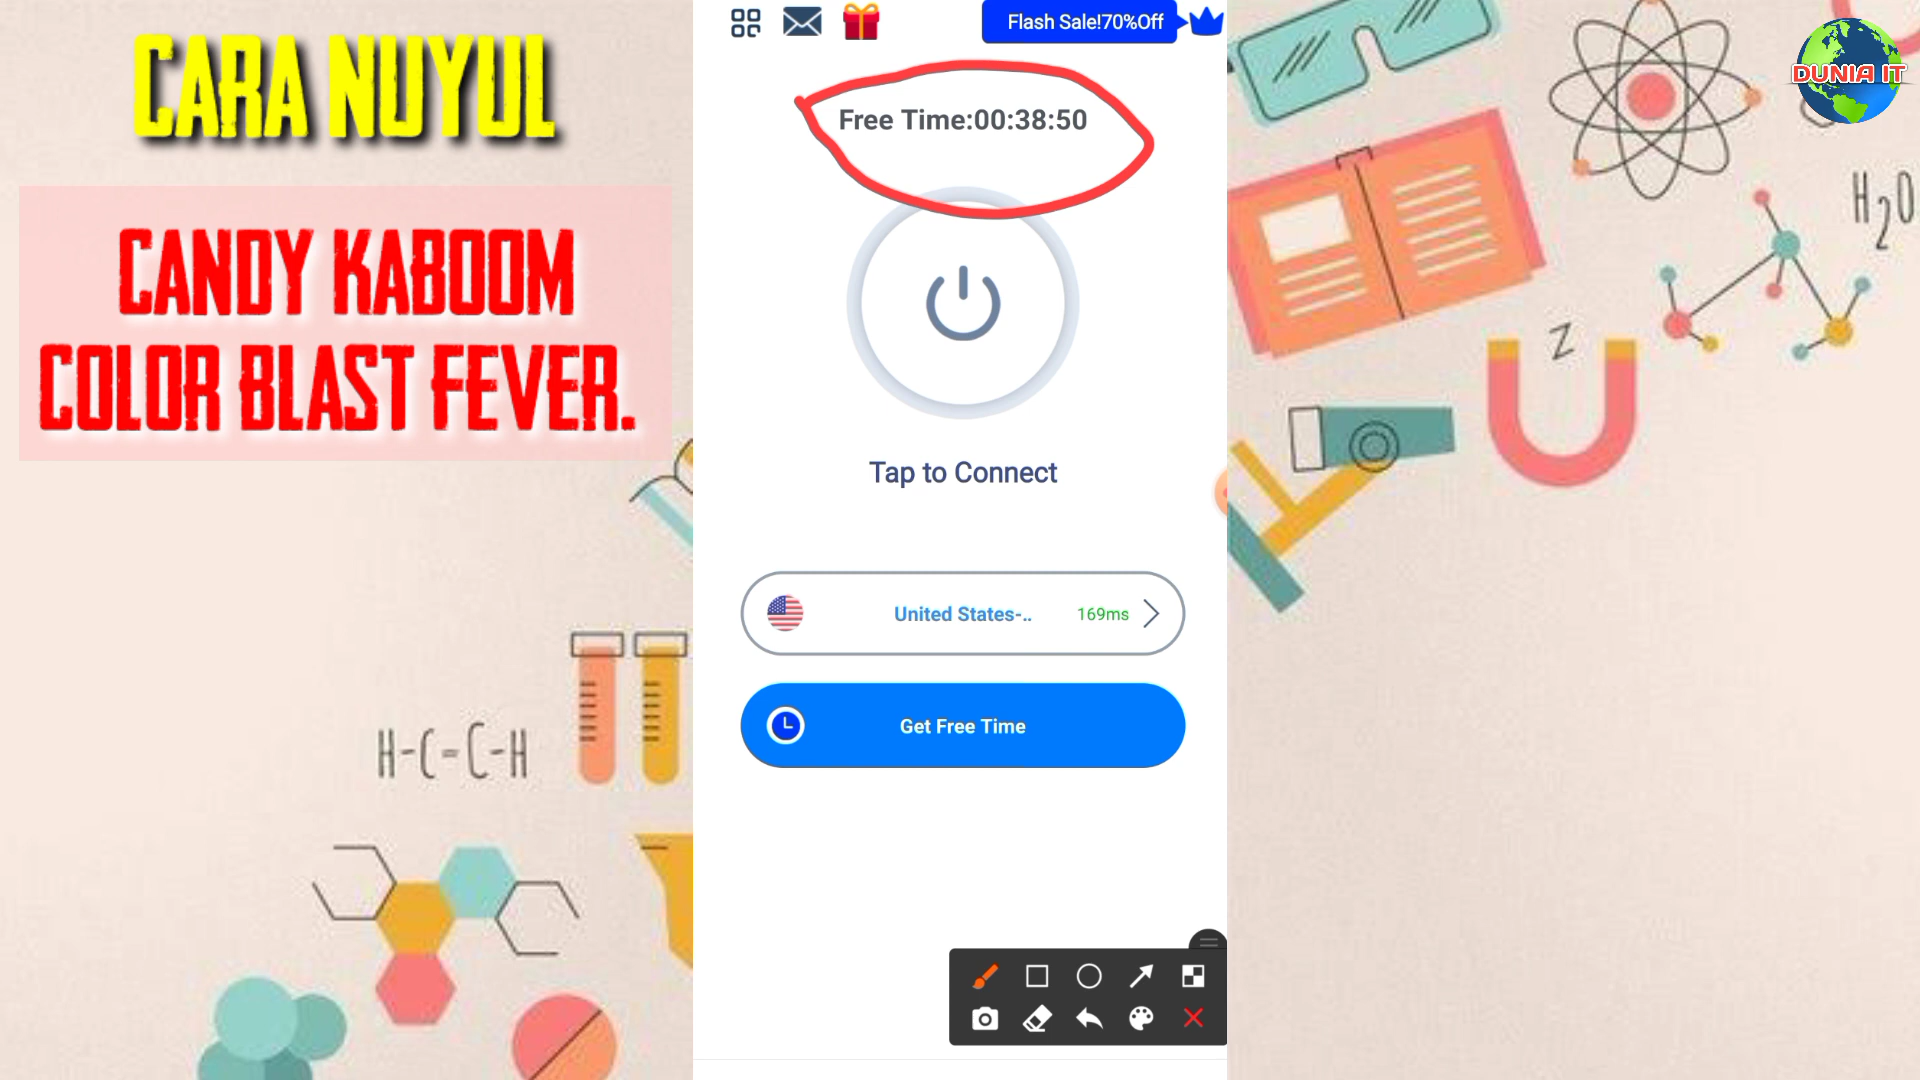 CARA NUYUL
CANDY KABOOM
COLOR BLAST FEVER.
Flash Sale!70%Off
Free Time:00:38:50
Tap to Connect
United States-..
169ms
Get Free Time
DUNIA IT
H2O
Z
H-C=C-H